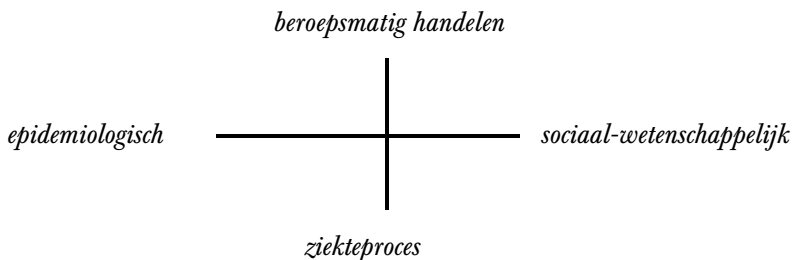 beroepsmatig handelen
epidemiologisch
sociaal-wetenschappelijk
ziekteproces